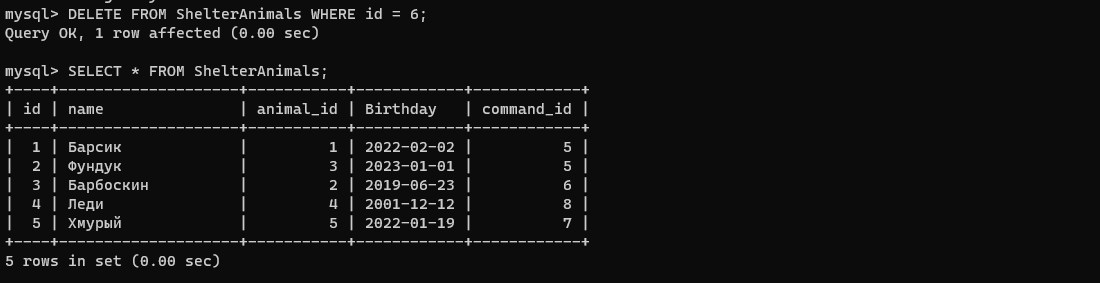 mysql> DELETE FROM ShelterAnimals WHERE id = 6;
Query OK, 1 row affected (0.00 sec)
mysql> SELECT * FROM ShelterAnimals;
+----+--------------------+-----------+------------+------------+
| id | name               | animal_id | Birthday   | command_id |
+----+--------------------+-----------+------------+------------+
|  1 | Барсик             |         1 | 2022-02-02 |          5 |
|  2 | Фундук             |         3 | 2023-01-01 |          5 |
|  3 | Барбоскин          |         2 | 2019-06-23 |          6 |
|  4 | Леди               |         4 | 2001-12-12 |          8 |
|  5 | Хмурый             |         5 | 2022-01-19 |          7 |
+----+--------------------+-----------+------------+------------+
5 rows in set (0.00 sec)